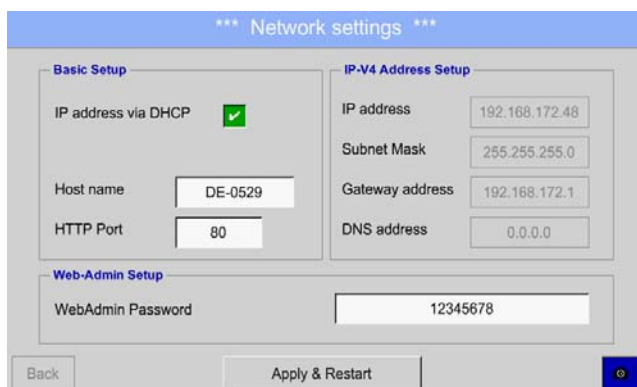 *** Network settings ***
Basic Setup
IP address via DHCP
Host name DE-0529
HTTP Port 80
IP-V4 Address Setup
IP address 192.168.172.48
Subnet Mask 255.255.255.0
Gateway address 192.168.172.1
DNS address 0.0.0.0
Web-Admin Setup
WebAdmin Password 12345678
Back Apply & Restart